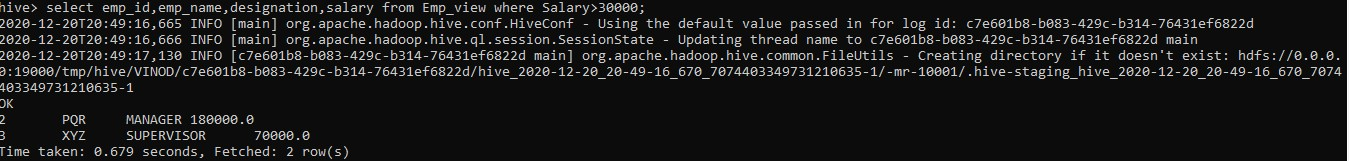 hive> select emp_id,emp_name,designation,salary from Emp_view where Salary>30000;
2020-12-20T20:49:16,665 INFO [main] org.apache.hadoop.hive.conf.HiveConf - Using the default value passed in for log id: c7e601b8-b083-429c-b314-76431ef6822d
2020-12-20T20:49:16,666 INFO [main] org.apache.hadoop.hive.ql.session.SessionState - Updating thread name to c7e601b8-b083-429c-b314-76431ef6822d main
2020-12-20T20:49:17,130 INFO [c7e601b8-b083-429c-b314-76431ef6822d main] org.apache.hadoop.hive.common.FileUtils - Creating directory if it doesn't exist: hdfs://0.0.0.
0:19000/tmp/hive/VINOD/c7e601b8-b083-429c-b314-76431ef6822d/hive_2020-12-20_20-49-16_670_7074403349731210635-1/-mr-10001/.hive-staging_hive_2020-12-20_20-49-16_670_7074
403349731210635-1
OK
2 PQR MANAGER 180000.0
3 XYZ SUPERVISOR 70000.0
Time taken: 0.679 seconds, Fetched: 2 row(s)